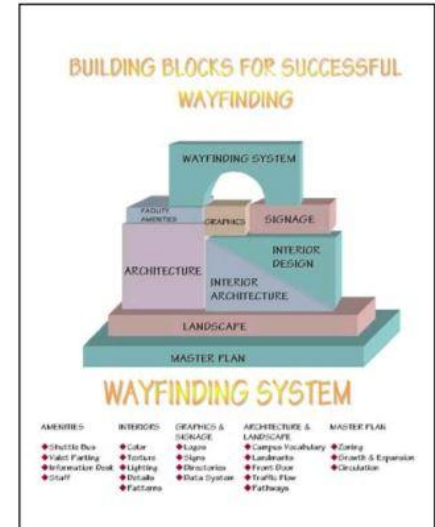 BUILDING BLOCKS FOR SUCCESSFUL
WAYFINDING
WAYFINDING SYSTEM
FACILITY
AMENITIES
GRAPHICS
SIGNAGE
ARCHITECTURE
INTERIOR
DESIGN
INTERIOR
ARCHITECTURE
LANDSCAPE
MASTER PLAN
WAYFINDING SYSTEM
AMENITIES
Shuttle Bus
Valet Parking
Information Desk
Staff
INTERIORS
Color
Texture
Lighting
Details
Patterns
GRAPHICS &
SIGNAGE
Logos
Signs
Directories
Data System
ARCHITECTURE &
LANDSCAPE
Campus Vocabulary
Landmarks
Front Door
Traffic Flow
Pathways
MASTER PLAN
Zoning
Growth & Expansion
Circulation